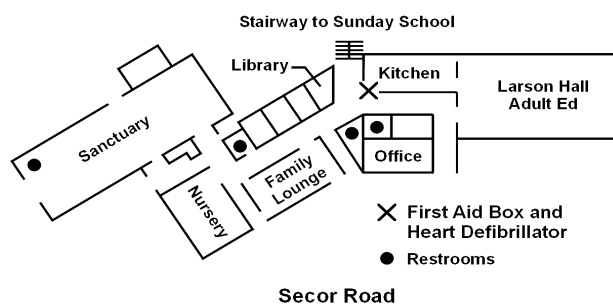 Stairway to Sunday School
Library
Kitchen
Larson Hall
Adult Ed
Sanctuary
Office
Family
Lounge
Nursery
First Aid Box and
Heart Defibrillator
Restrooms
Secor Road